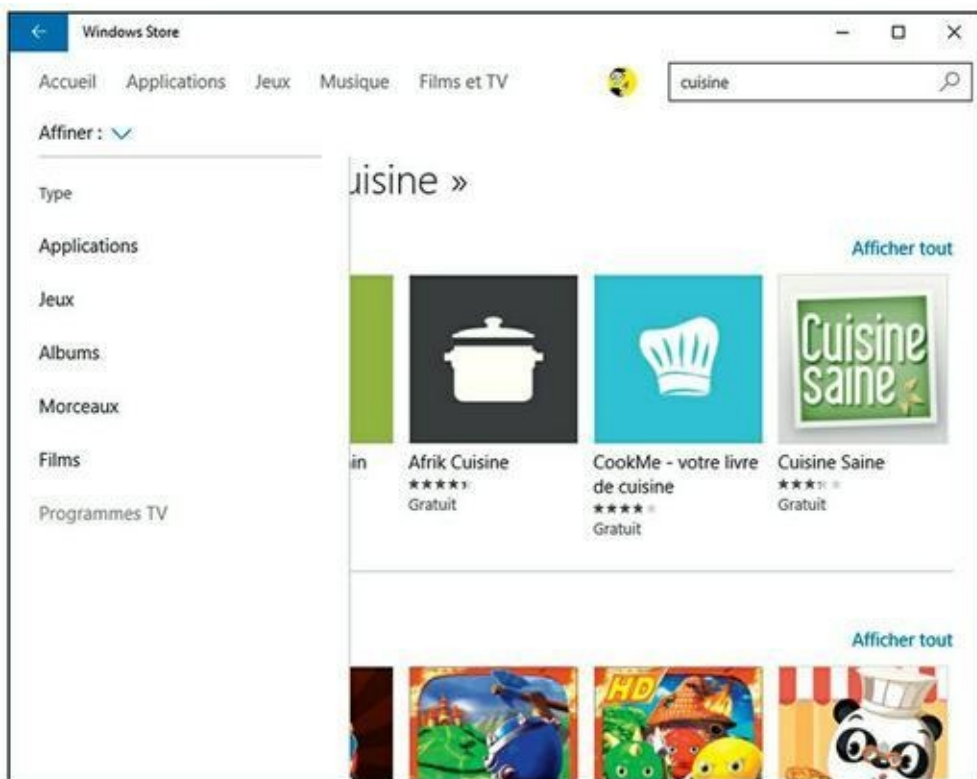 Windows Store
Accueil Applications Jeux Musique Films et TV
cuisine
Affiner :
uisine »
Type
Applications
Jeux
Albums
Morceaux
Films
Programmes TV
Afficher tout
Cuisine
saine
in
Afrik Cuisine
Gratuit
CookMe - votre livre
de cuisine
Gratuit
Cuisine Saine
Gratuit
Afficher tout
HD